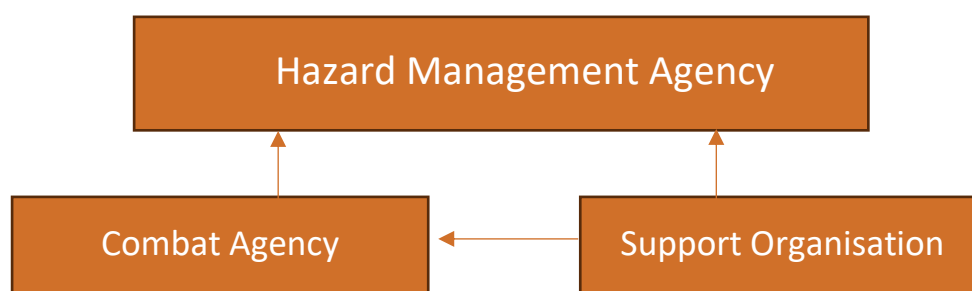 Hazard Management Agency
Combat Agency
Support Organisation